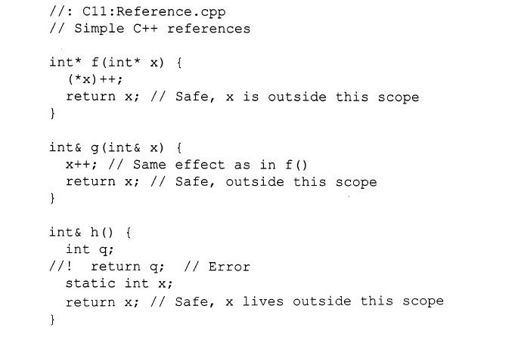 //: C11:Reference.cpp
// Simple C++ references

int* f(int* x) {
  (*x)++;
  return x; // Safe, x is outside this scope
}

int& g(int& x) {
  x++; // Same effect as in f()
  return x; // Safe, outside this scope
}

int& h() {
  int q;
//!  return q;  // Error
  static int x;
  return x; // Safe, x lives outside this scope
}